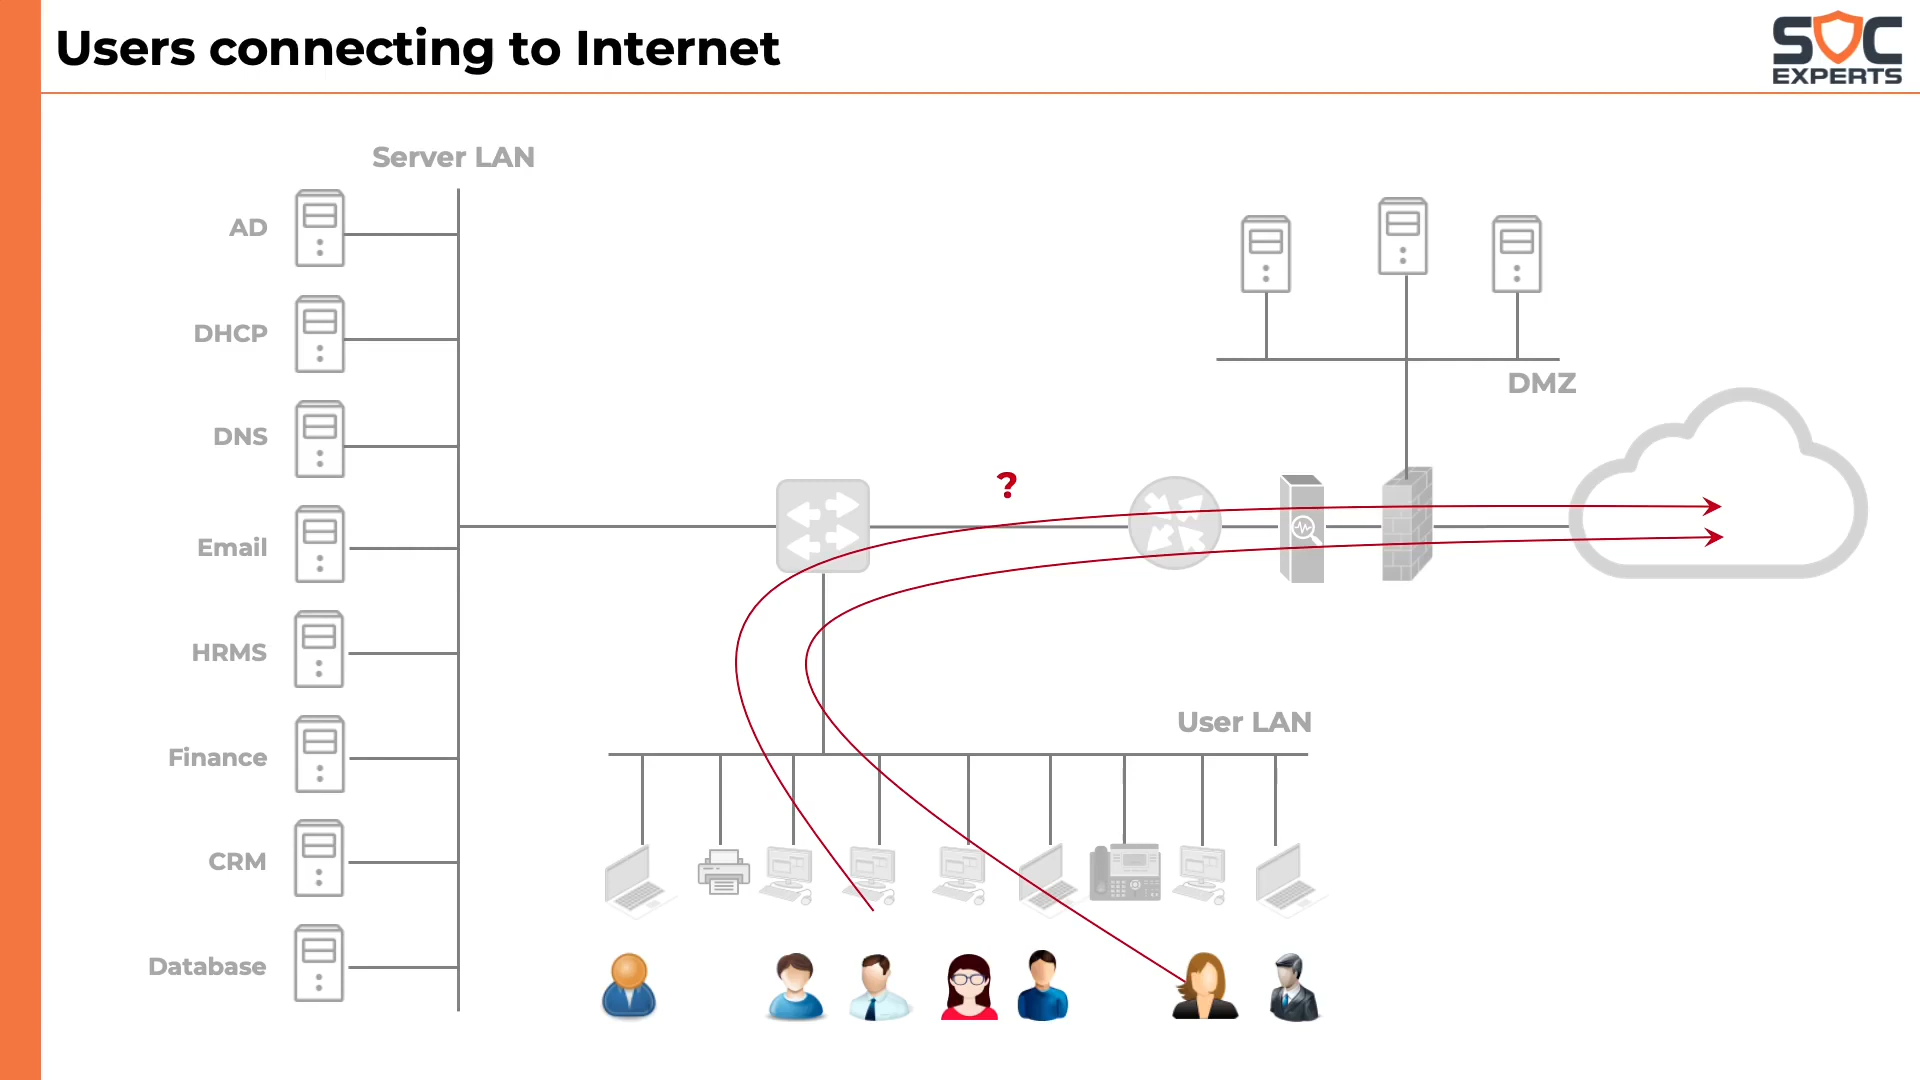 Users connecting to Internet
SOC
EXPERTS
Server LAN
AD
DHCP
DNS
Email
HRMS
Finance
CRM
Database
?
DMZ
User LAN